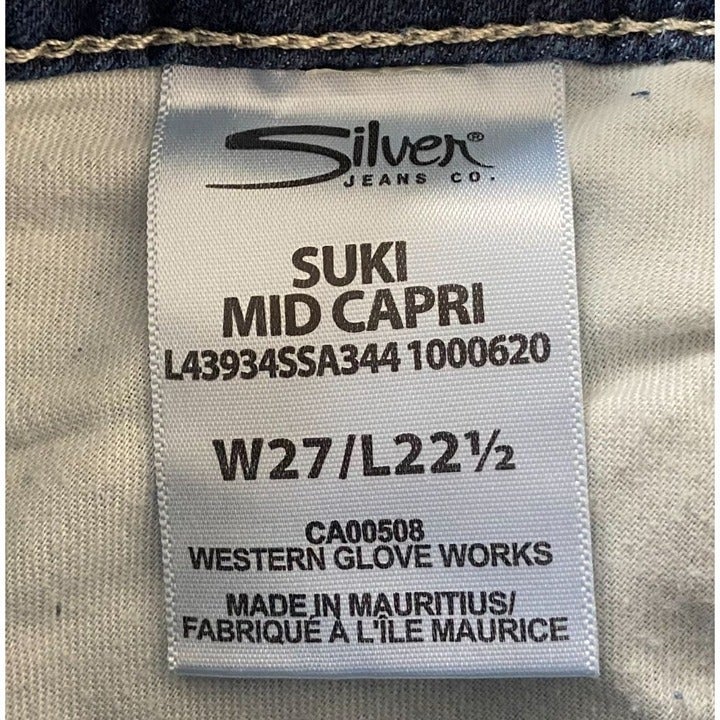 Silver®
JEANS CO.
SUKI
MID CAPRI
L43934SSA344 1000620
W27/L22½
CA00508
WESTERN GLOVE WORKS
MADE IN MAURITIUS/
FABRIQUÉ À L'ÎLE MAURICE